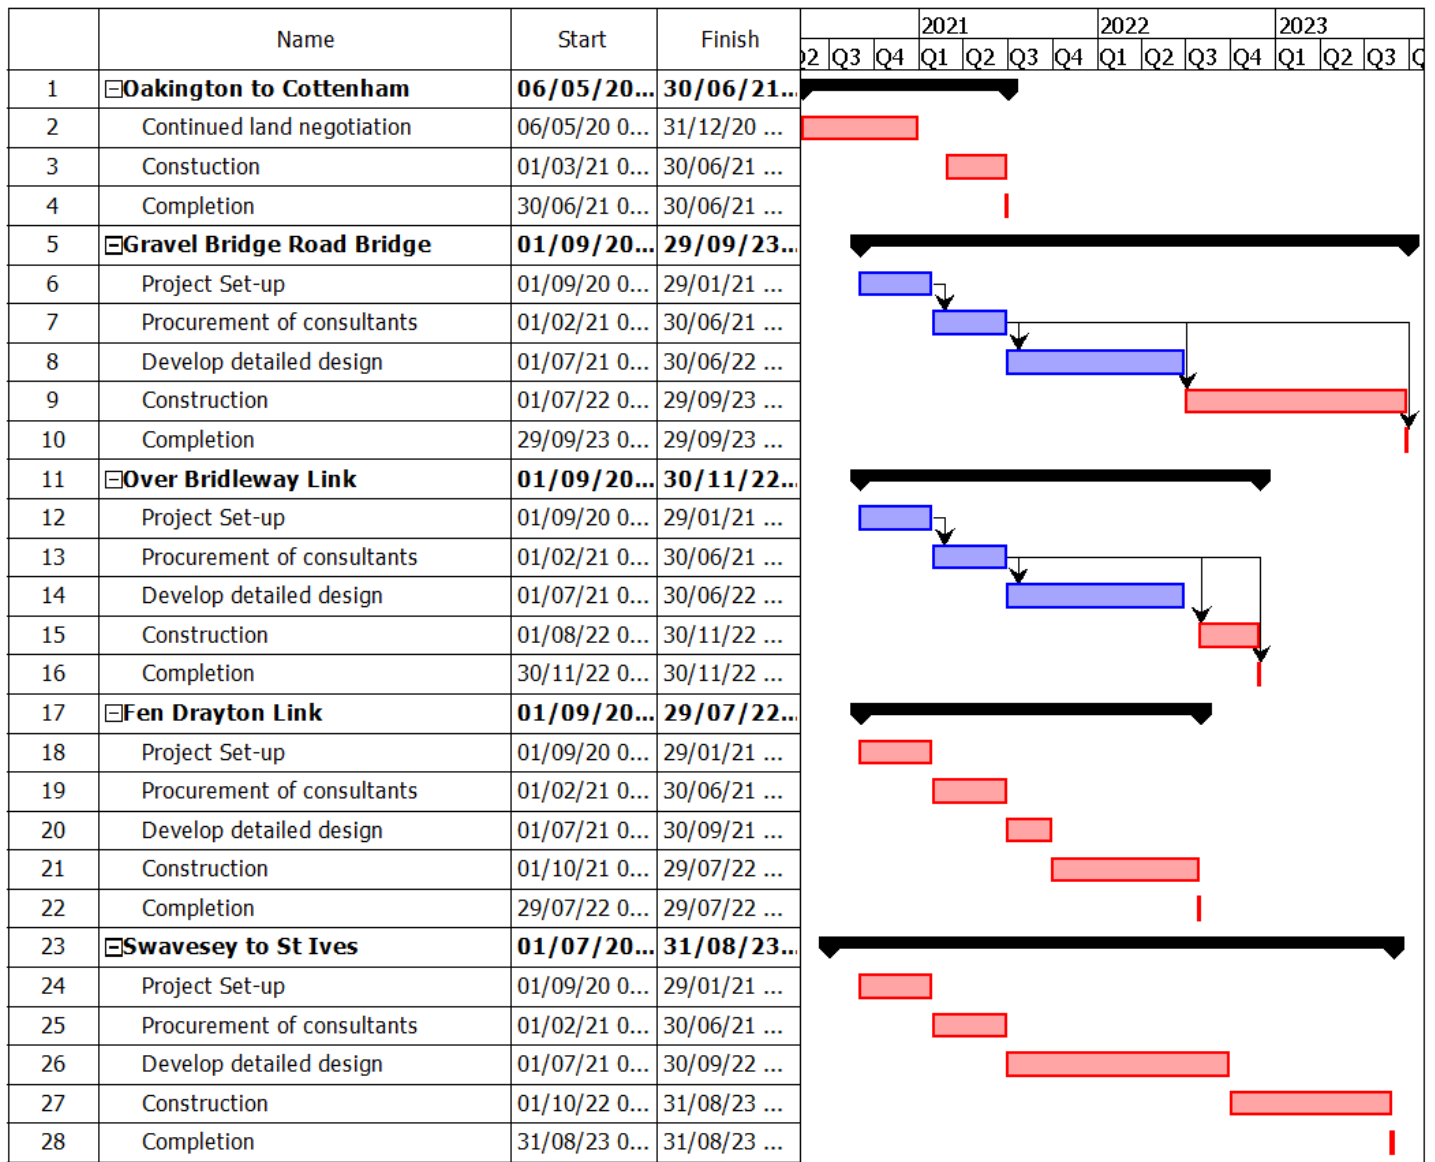 2021 2022 2023
Name Start Finish Q2 Q3 Q4 Q1 Q2 Q3 Q4 Q1 Q2 Q3 Q4 Q1 Q2 Q3 Q
1 Oakington to Cottenham 06/05/20... 30/06/21...
2 Continued land negotiation 06/05/20 0... 31/12/20 ...
3 Constuction 01/03/21 0... 30/06/21 ...
4 Completion 30/06/21 0... 30/06/21 ...
5 Gravel Bridge Road Bridge 01/09/20... 29/09/23...
6 Project Set-up 01/09/20 0... 29/01/21 ...
7 Procurement of consultants 01/02/21 0... 30/06/21 ...
8 Develop detailed design 01/07/21 0... 30/06/22 ...
9 Construction 01/07/22 0... 29/09/23 ...
10 Completion 29/09/23 0... 29/09/23 ...
11 Over Bridleway Link 01/09/20... 30/11/22...
12 Project Set-up 01/09/20 0... 29/01/21 ...
13 Procurement of consultants 01/02/21 0... 30/06/21 ...
14 Develop detailed design 01/07/21 0... 30/06/22 ...
15 Construction 01/08/22 0... 30/11/22 ...
16 Completion 30/11/22 0... 30/11/22 ...
17 Fen Drayton Link 01/09/20... 29/07/22...
18 Project Set-up 01/09/20 0... 29/01/21 ...
19 Procurement of consultants 01/02/21 0... 30/06/21 ...
20 Develop detailed design 01/07/21 0... 30/09/21 ...
21 Construction 01/10/21 0... 29/07/22 ...
22 Completion 29/07/22 0... 29/07/22 ...
23 Swavesey to St Ives 01/07/20... 31/08/23...
24 Project Set-up 01/09/20 0... 29/01/21 ...
25 Procurement of consultants 01/02/21 0... 30/06/21 ...
26 Develop detailed design 01/07/21 0... 30/09/22 ...
27 Construction 01/10/22 0... 31/08/23 ...
28 Completion 31/08/23 0... 31/08/23 ...